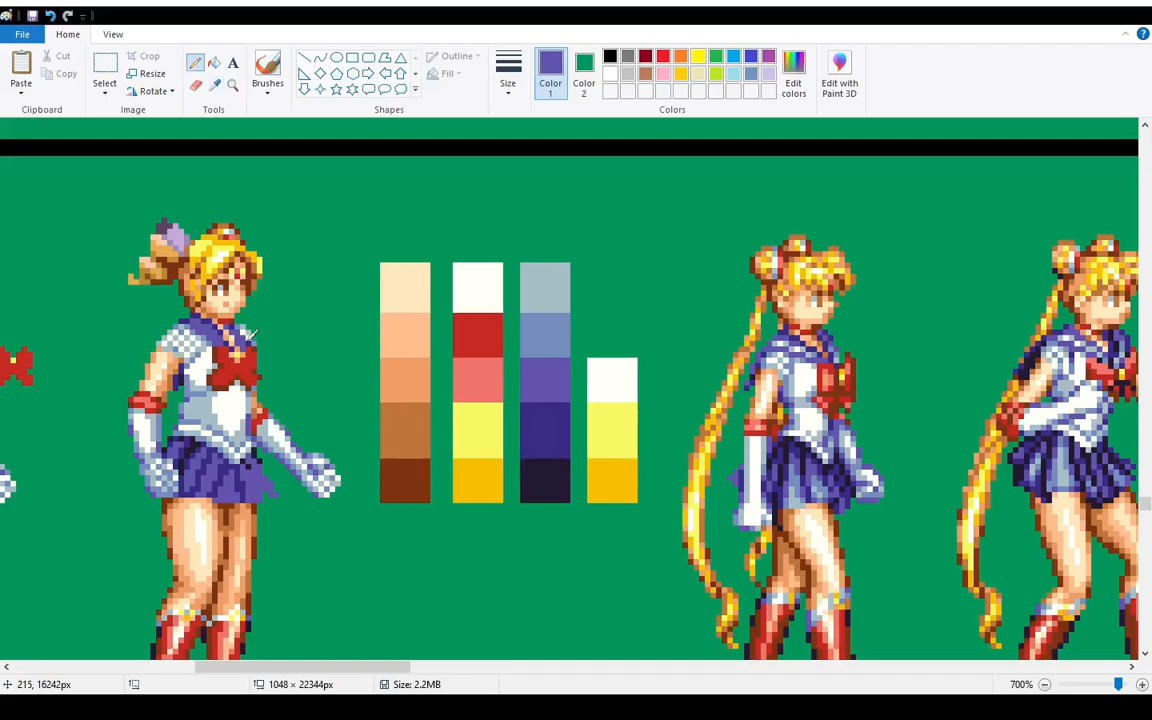 File
Home
View
Paste
Cut
Copy
Clipboard
Select
Crop
Resize
Rotate
Image
A
Tools
Brushes
Outline
Fill
Shapes
Size
Color 1
Color 2
Edit colors
Edit with Paint 3D
Colors
215, 16242px
1048 × 22344px
Size: 2.2MB
700%